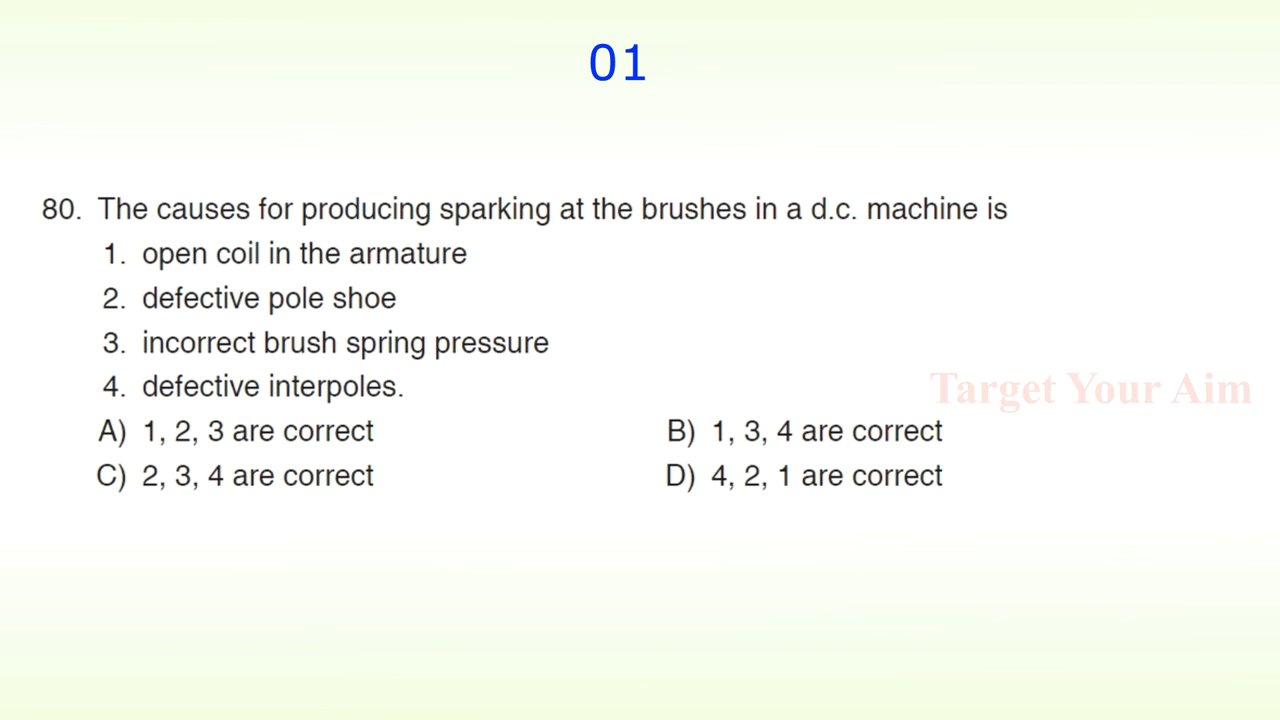 01
80. The causes for producing sparking at the brushes in a d.c. machine is
1. open coil in the armature
2. defective pole shoe
3. incorrect brush spring pressure
4. defective interpoles.
Target Your Aim
A) 1, 2, 3 are correct B) 1, 3, 4 are correct
C) 2, 3, 4 are correct D) 4, 2, 1 are correct